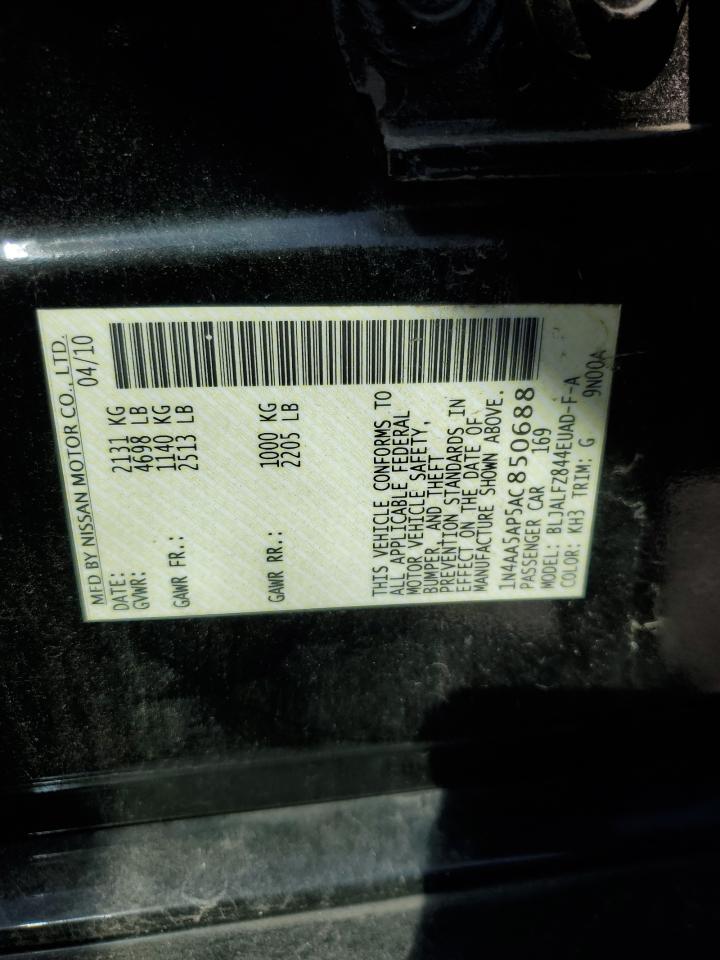 MFD BY NISSAN MOTOR CO., LTD.
DATE: 04/10
GVWR: 2131 KG
4698 LB
GAWR FR.: 1140 KG
2513 LB
GAWR RR.: 1000 KG
2205 LB
THIS VEHICLE CONFORMS TO
ALL APPLICABLE FEDERAL
MOTOR VEHICLE SAFETY,
BUMPER, AND THEFT
PREVENTION STANDARDS IN
EFFECT ON THE DATE OF
MANUFACTURE SHOWN ABOVE.
1N4AA5AP5AC850688
PASSENGER CAR 169
MODEL: BLJALFZ844EUAD-F-A
COLOR: KH3 TRIM: G 9N00A